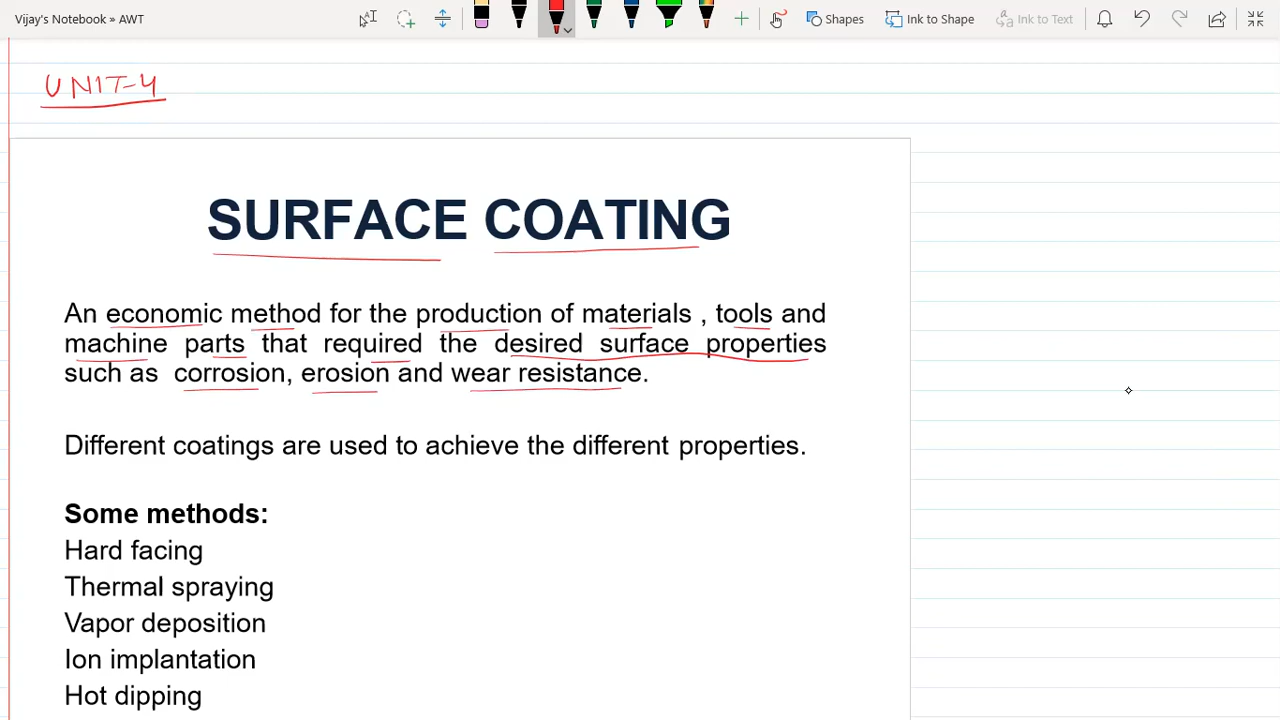 Vijay's Notebook » AWT
Shapes
Ink to Shape
Ink to Text
UNIT-4
SURFACE COATING
An economic method for the production of materials , tools and
machine parts that required the desired surface properties
such as corrosion, erosion and wear resistance.
Different coatings are used to achieve the different properties.
Some methods:
Hard facing
Thermal spraying
Vapor deposition
Ion implantation
Hot dipping